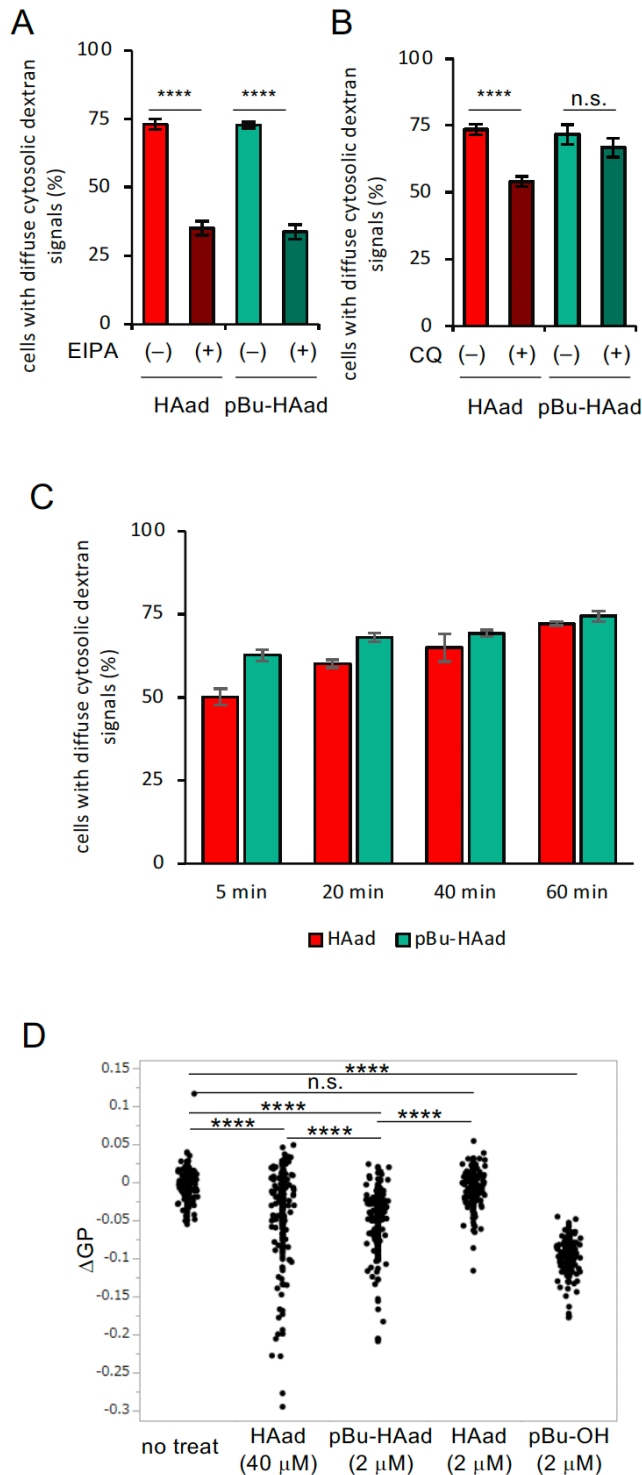 A
cells with diffuse cytosolic dextran
signals (%)
100
75
50
25
0
****
****
EIPA (–) (+) (–) (+)
HAad pBu-HAad
B
cells with diffuse cytosolic dextran
signals (%)
100
75
50
25
0
****
n.s.
CQ (–) (+) (–) (+)
HAad pBu-HAad
C
cells with diffuse cytosolic dextran
signals (%)
100
75
50
25
0
5 min 20 min 40 min 60 min
HAad pBu-HAad
D
ΔGP
0.15
0.1
0.05
0
-0.05
-0.1
-0.15
-0.2
-0.25
-0.3
****
n.s.
****
**** **** ****
no treat HAad pBu-HAad HAad pBu-OH
(40 μM) (2 μM) (2 μM) (2 μM)